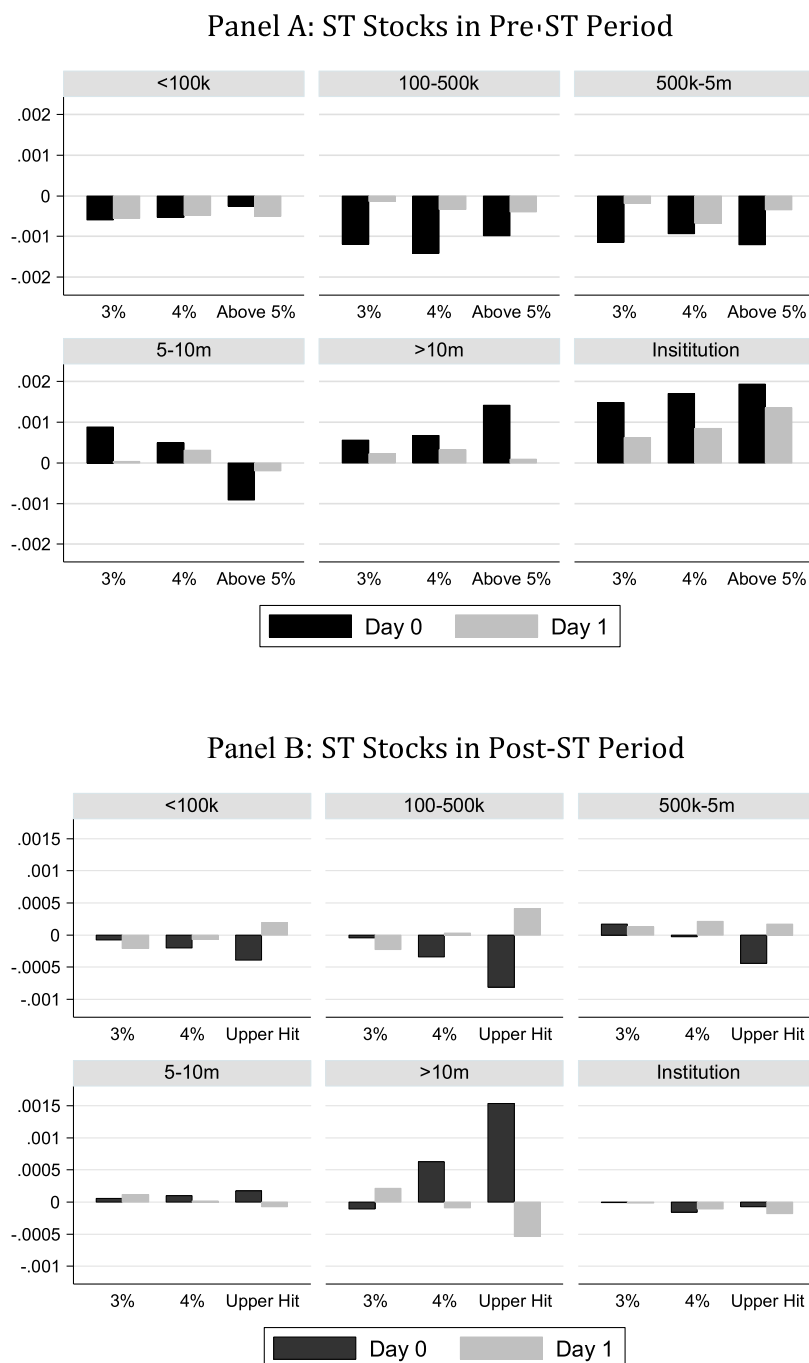 Panel A: ST Stocks in Pre-ST Period
<100k 100-500k 500k-5m
.002
.001
0
-.001
-.002
3% 4% Above 5% 3% 4% Above 5% 3% 4% Above 5%
5-10m >10m Insititution
.002
.001
0
-.001
-.002
3% 4% Above 5% 3% 4% Above 5% 3% 4% Above 5%
Day 0 Day 1
Panel B: ST Stocks in Post-ST Period
<100k 100-500k 500k-5m
.0015
.001
.0005
0
-.0005
-.001
3% 4% Upper Hit 3% 4% Upper Hit 3% 4% Upper Hit
5-10m >10m Institution
.0015
.001
.0005
0
-.0005
-.001
3% 4% Upper Hit 3% 4% Upper Hit 3% 4% Upper Hit
Day 0 Day 1